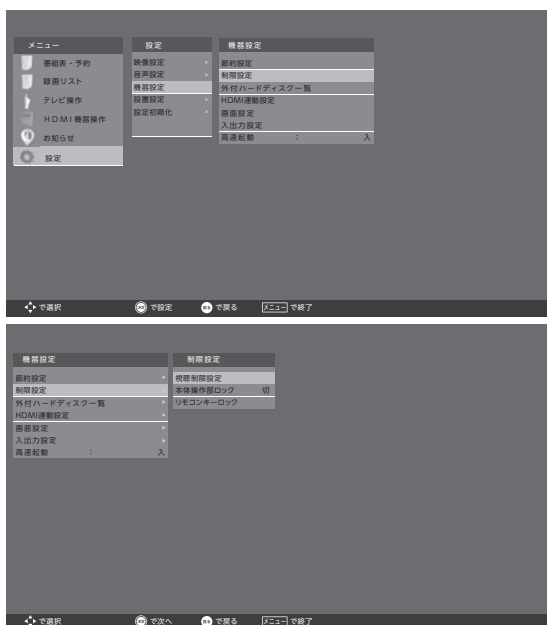 メニュー
番組表・予約
録画リスト
テレビ操作
HDMI機器操作
お知らせ
設定
設定
映像設定
音声設定
機器設定
設置設定
設定初期化
機器設定
節約設定
制限設定
外付ハードディスク一覧
HDMI連動設定
画面設定
入出力設定
高速起動 : 入
で選択 で設定 戻る で戻る メニュー で終了
機器設定
節約設定
制限設定
外付ハードディスク一覧
HDMI連動設定
画面設定
入出力設定
高速起動 : 入
制限設定
視聴制限設定
本体操作部ロック 切
リモコンキーロック
で選択 で次へ 戻る で戻る メニュー で終了